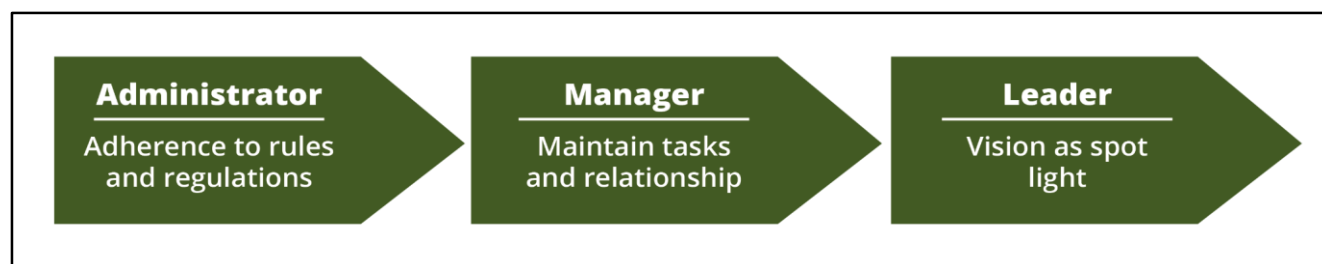 Administrator
Adherence to rules
and regulations
Manager
Maintain tasks
and relationship
Leader
Vision as spot
light